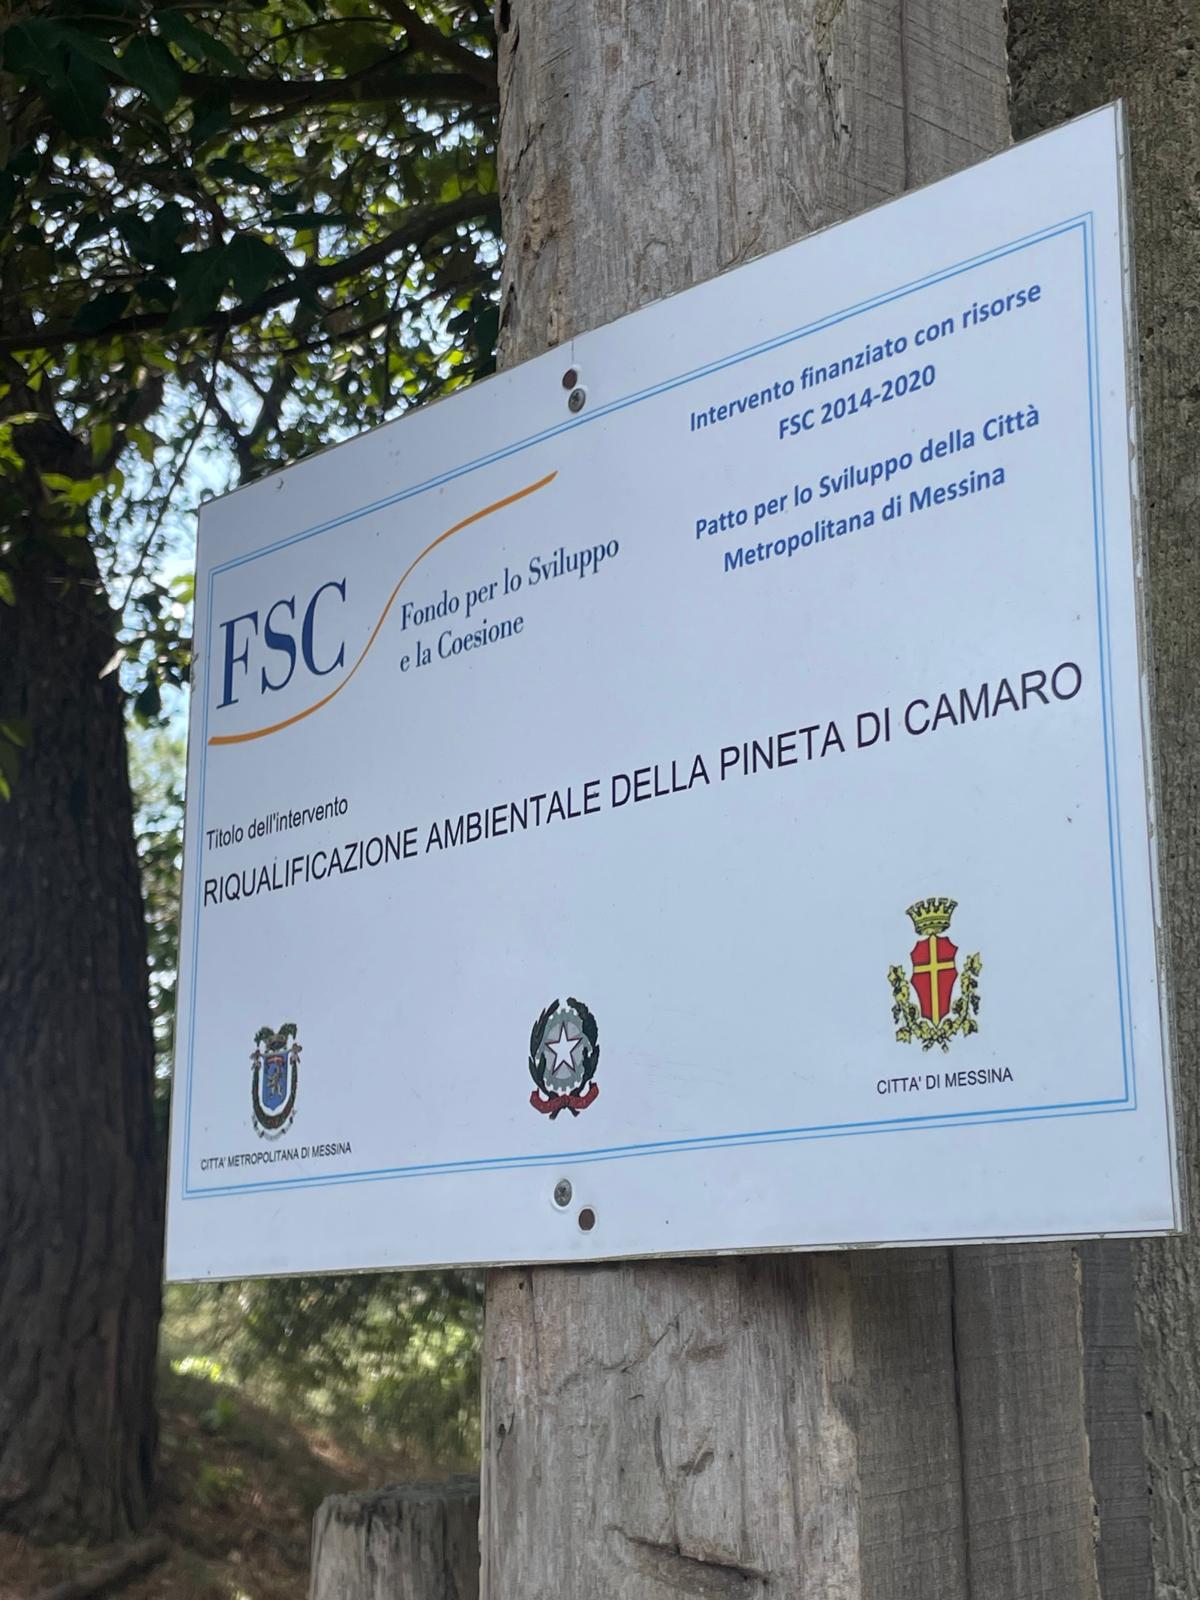 Intervento finanziato con risorse
FSC 2014-2020
Patto per lo Sviluppo della Città
Metropolitana di Messina
FSC
Fondo per lo Sviluppo
e la Coesione
Titolo dell'intervento
RIQUALIFICAZIONE AMBIENTALE DELLA PINETA DI CAMARO
CITTA' METROPOLITANA DI MESSINA
CITTA' DI MESSINA